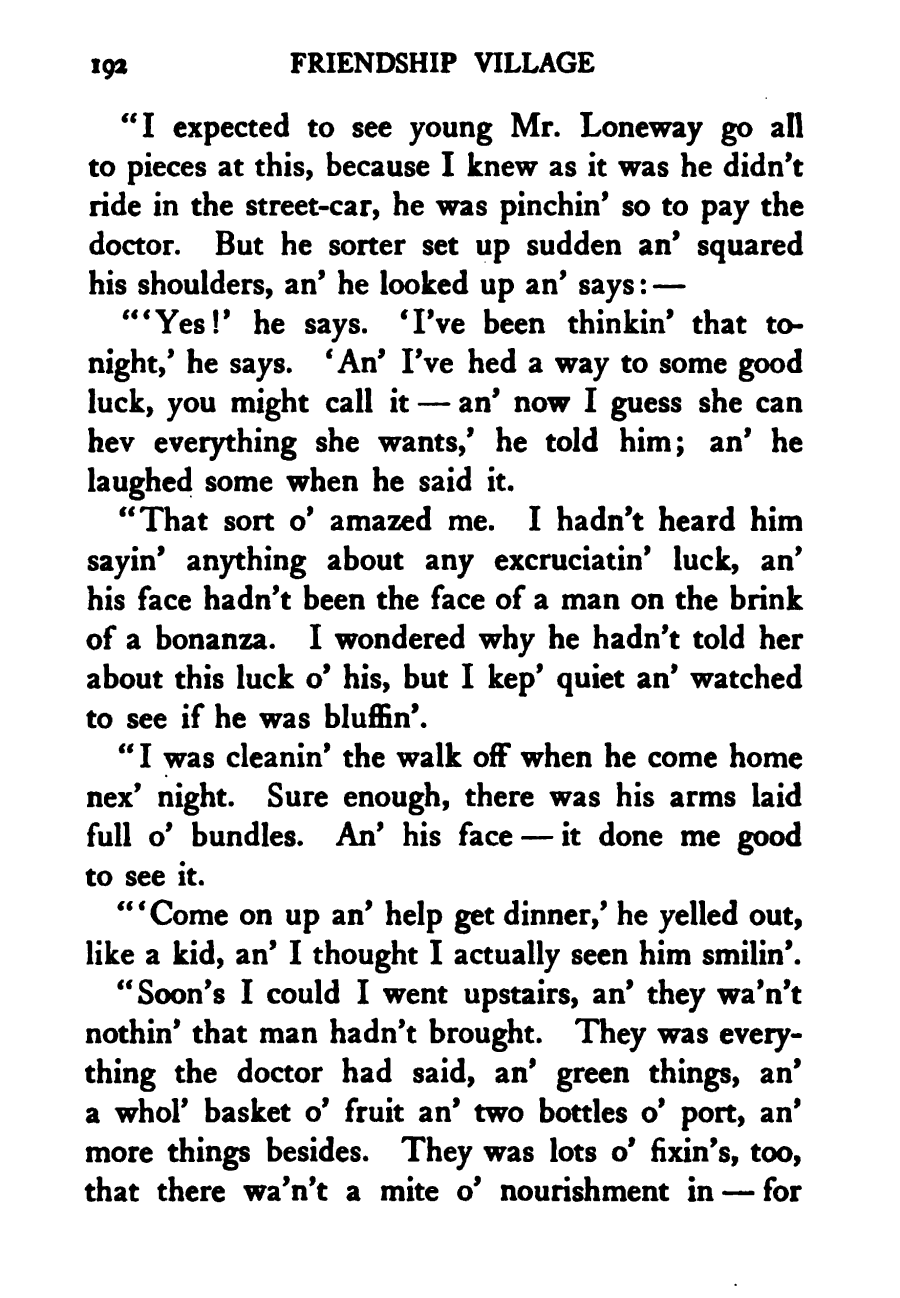 192 FRIENDSHIP VILLAGE
"I expected to see young Mr. Loneway go all
to pieces at this, because I knew as it was he didn't
ride in the street-car, he was pinchin' so to pay the
doctor. But he sorter set up sudden an' squared
his shoulders, an' he looked up an' says: —
"'Yes!' he says. 'I've been thinkin' that to-
night,' he says. 'An' I've hed a way to some good
luck, you might call it — an' now I guess she can
hev everything she wants,' he told him; an' he
laughed some when he said it.
"That sort o' amazed me. I hadn't heard him
sayin' anything about any excruciatin' luck, an'
his face hadn't been the face of a man on the brink
of a bonanza. I wondered why he hadn't told her
about this luck o' his, but I kep' quiet an' watched
to see if he was bluffin'.
"I was cleanin' the walk off when he come home
nex' night. Sure enough, there was his arms laid
full o' bundles. An' his face — it done me good
to see it.
"'Come on up an' help get dinner,' he yelled out,
like a kid, an' I thought I actually seen him smilin'.
"Soon's I could I went upstairs, an' they wa'n't
nothin' that man hadn't brought. They was every-
thing the doctor had said, an' green things, an'
a whol' basket o' fruit an' two bottles o' port, an'
more things besides. They was lots o' fixin's, too,
that there wa'n't a mite o' nourishment in — for